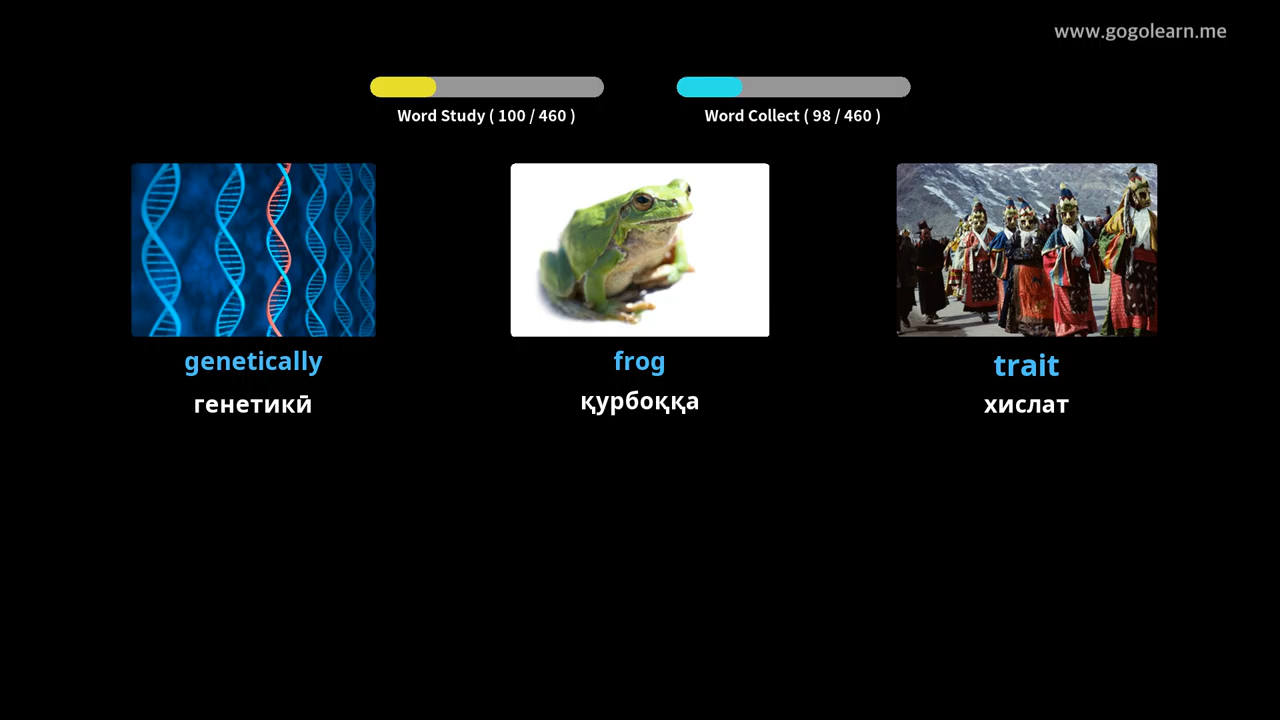 www.gogolearn.me
Word Study ( 100 / 460 )
Word Collect ( 98 / 460 )
genetically
генетикӣ
frog
қурбоққа
trait
хислат